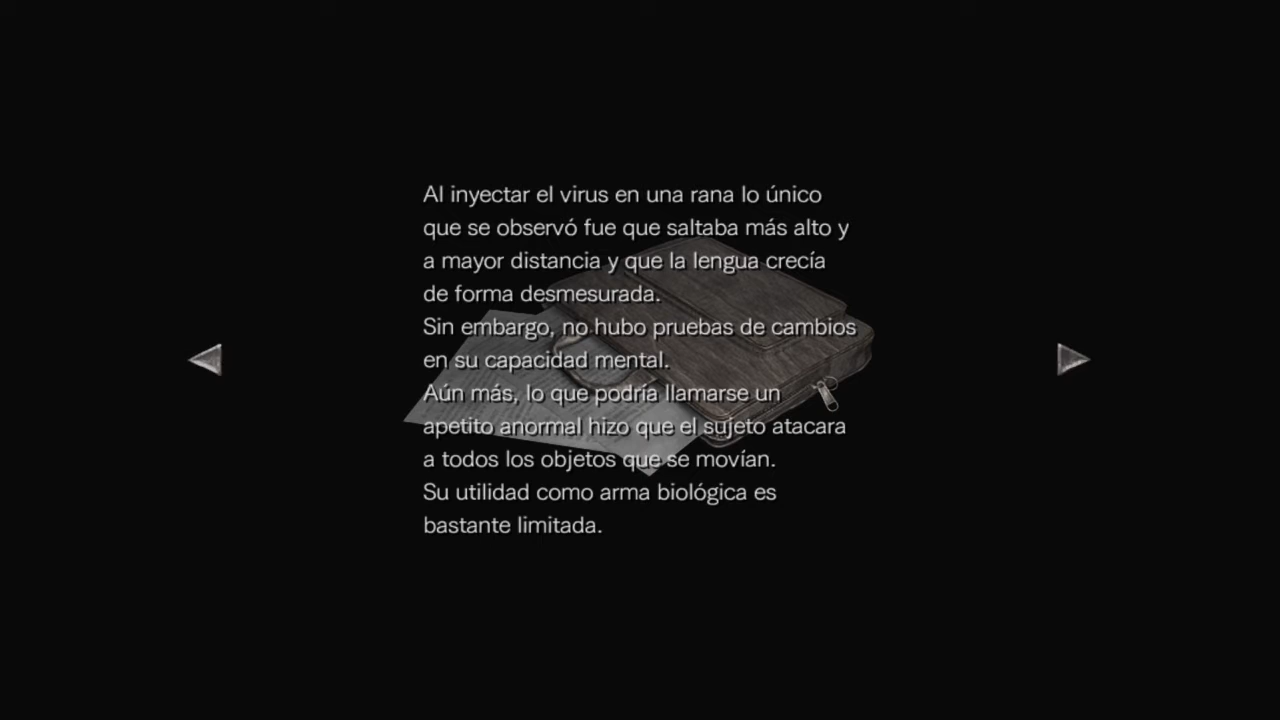 Al inyectar el virus en una rana lo único
que se observó fue que saltaba más alto y
a mayor distancia y que la lengua crecía
de forma desmesurada.
Sin embargo, no hubo pruebas de cambios
en su capacidad mental.
Aún más, lo que podría llamarse un
apetito anormal hizo que el sujeto atacara
a todos los objetos que se movían.
Su utilidad como arma biológica es
bastante limitada.